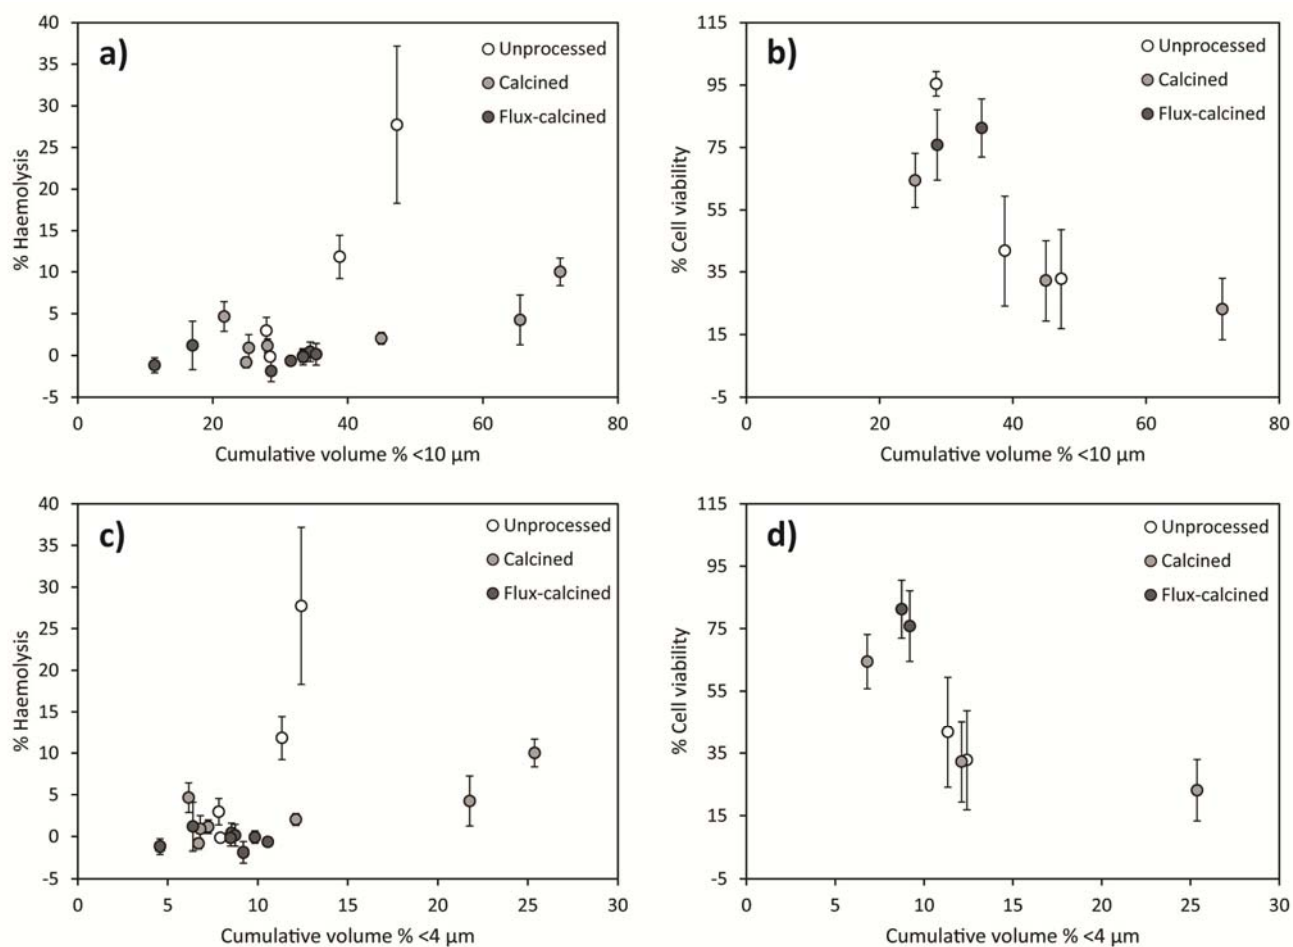 a)
% Haemolysis
40
35
30
25
20
15
10
5
0
-5
0 20 40 60 80
Cumulative volume % <10 µm
Unprocessed
Calcined
Flux-calcined
b)
% Cell viability
115
95
75
55
35
15
-5
0 20 40 60 80
Cumulative volume % <10 µm
Unprocessed
Calcined
Flux-calcined
c)
% Haemolysis
40
35
30
25
20
15
10
5
0
-5
0 5 10 15 20 25 30
Cumulative volume % <4 µm
Unprocessed
Calcined
Flux-calcined
d)
% Cell viability
115
95
75
55
35
15
-5
0 5 10 15 20 25 30
Cumulative volume % <4 µm
Unprocessed
Calcined
Flux-calcined